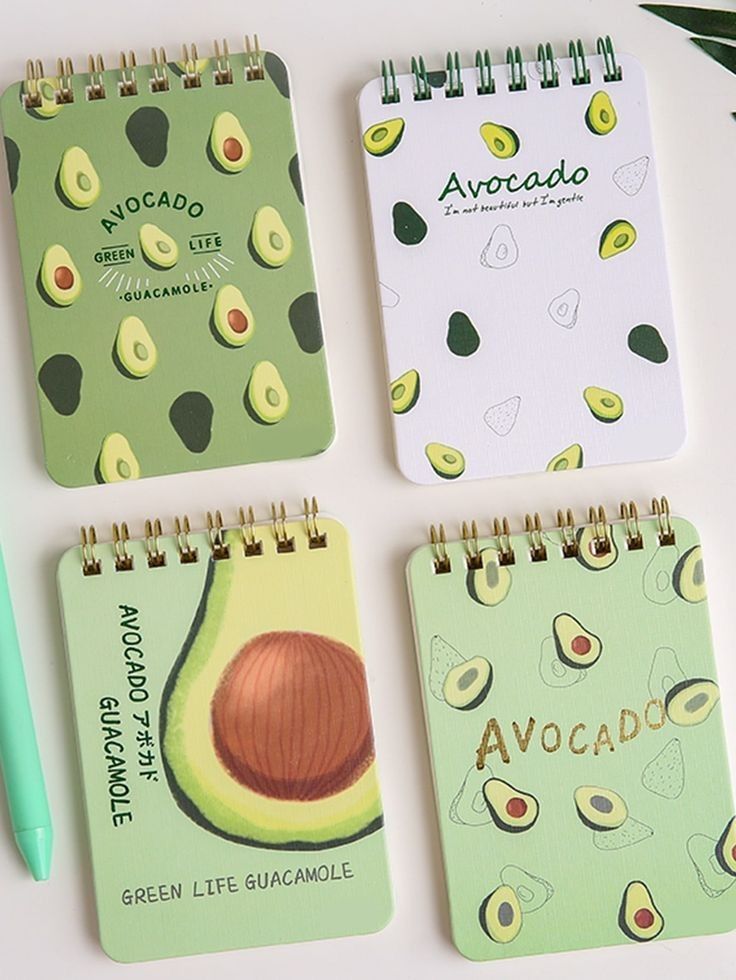 AVOCADO
GREEN LIFE
·GUACAMOLE·
Avocado
I'm not beautiful but I'm gentle
AVOCADO アボカド
GUACAMOLE
GREEN LIFE GUACAMOLE
AVOCADO